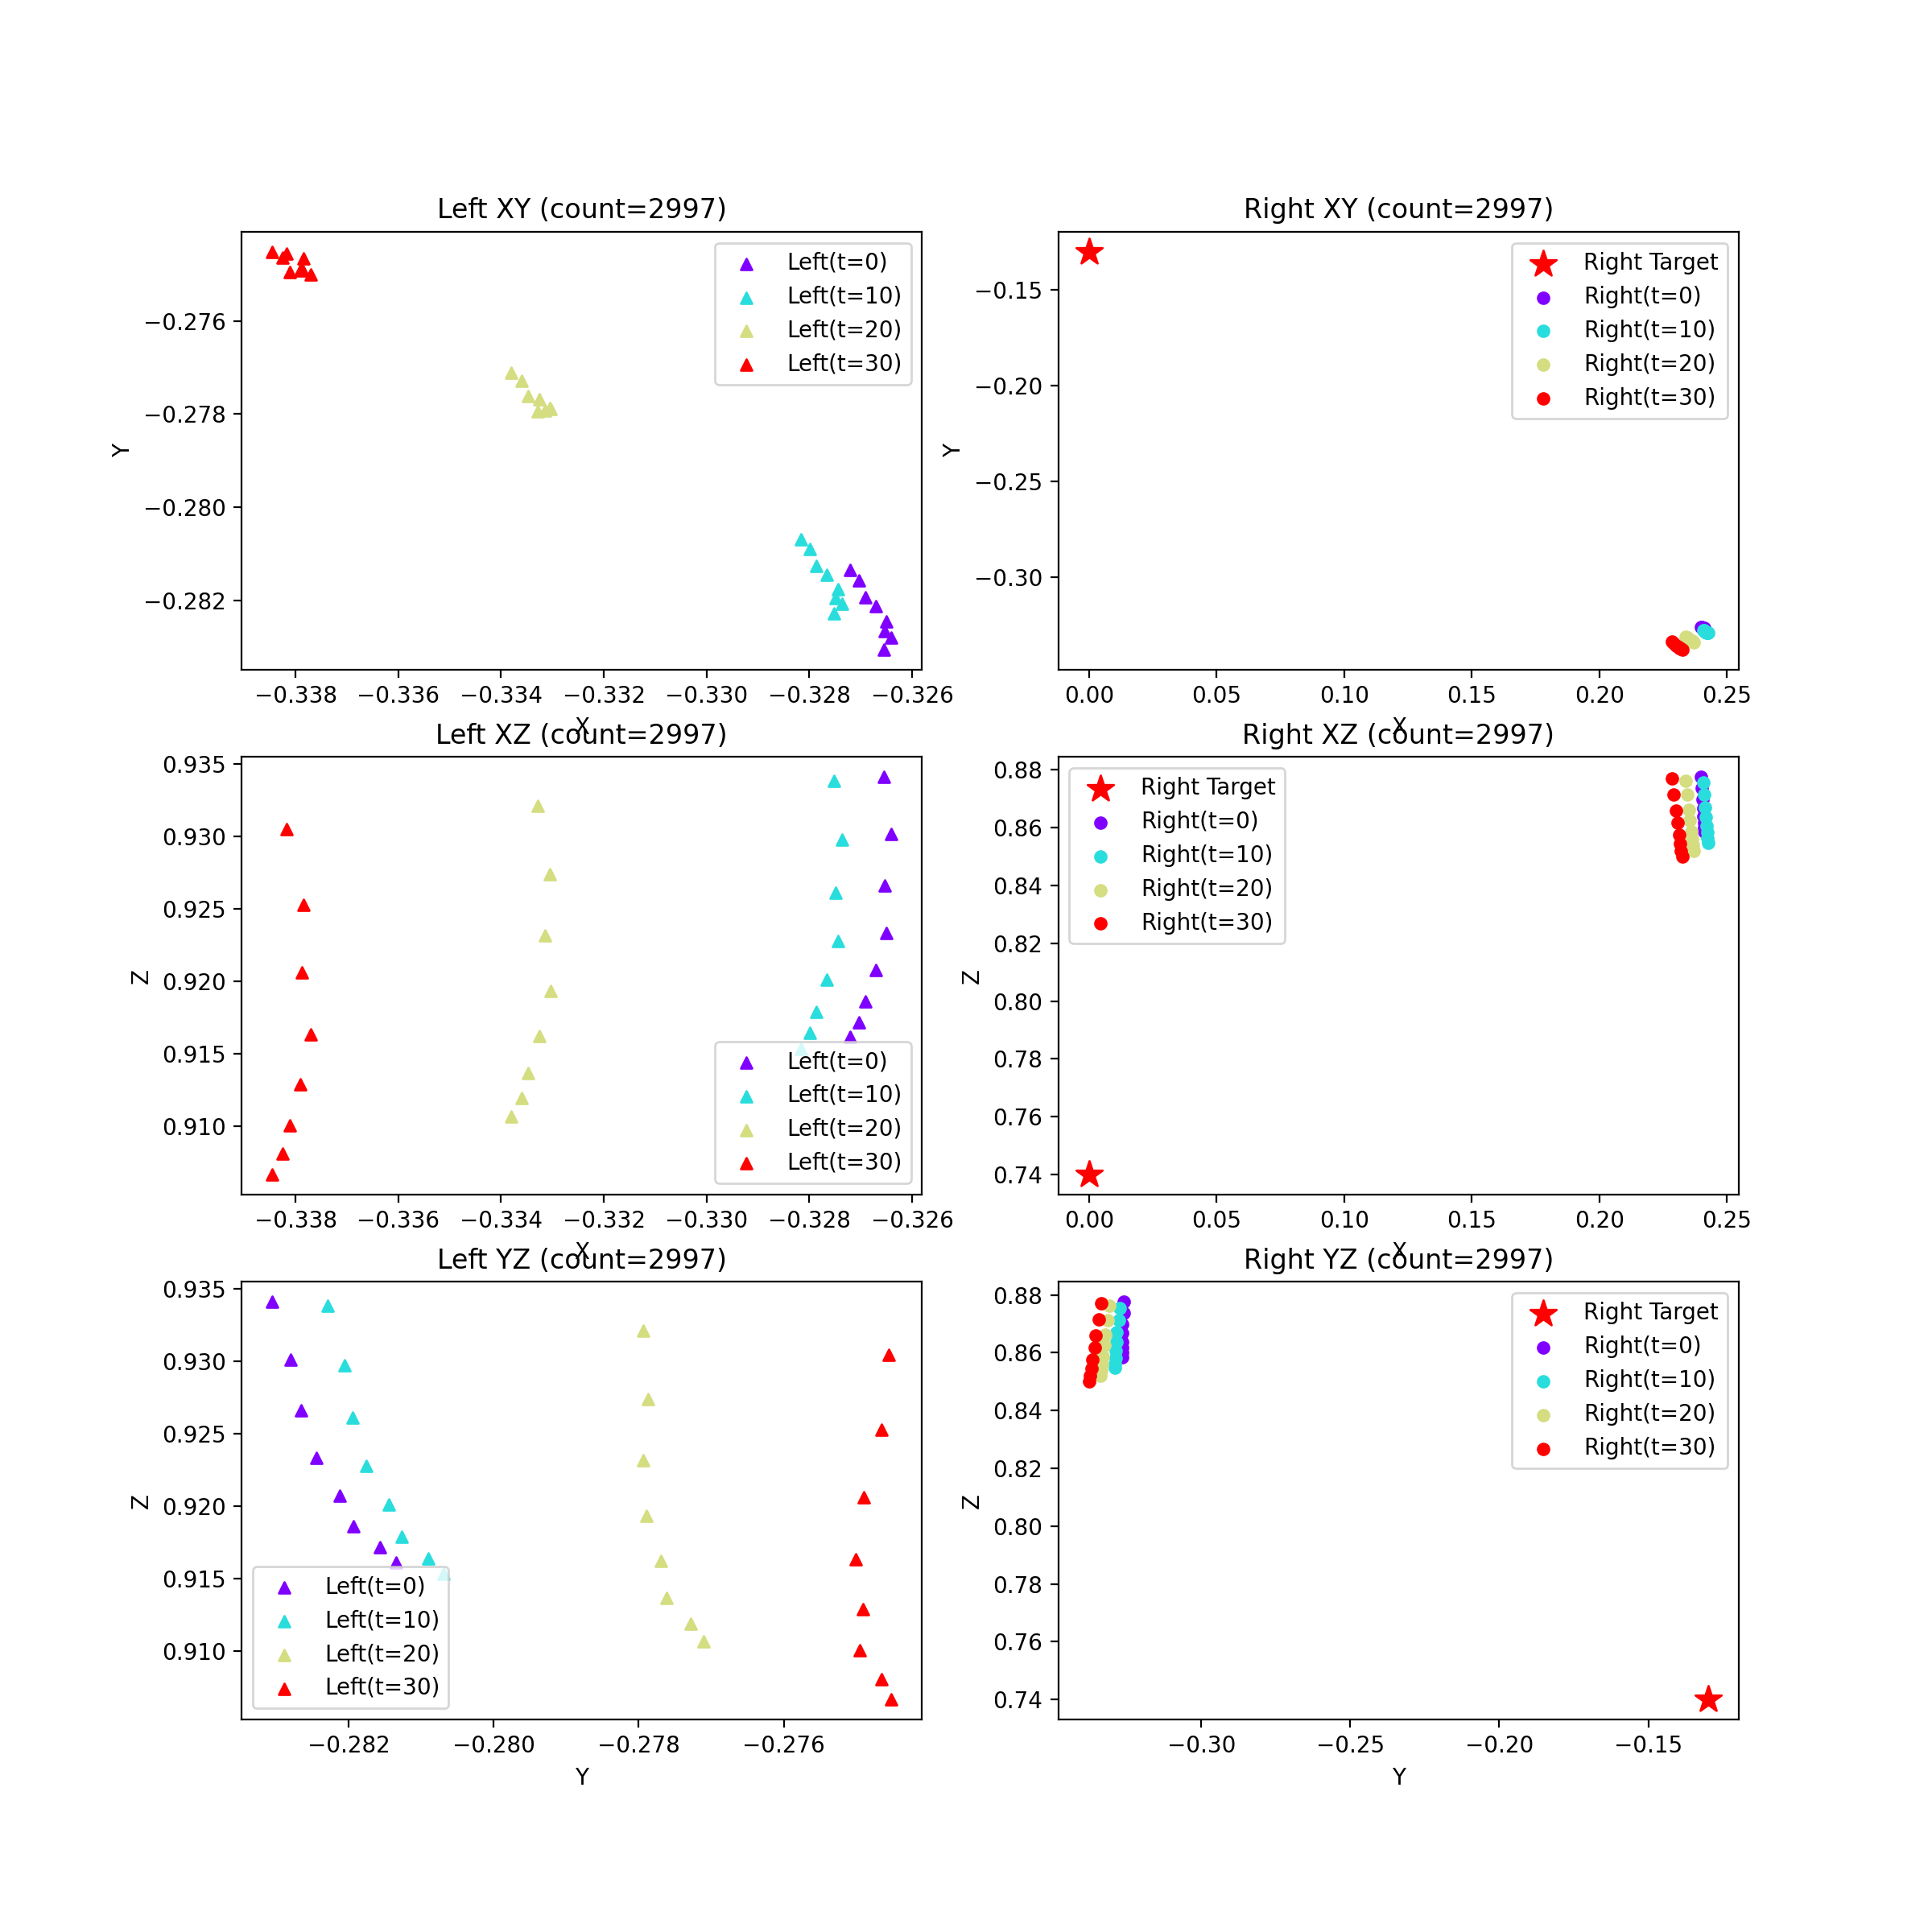 Left XY (count=2997)
Y
−0.276
−0.278
−0.280
−0.282
Left(t=0)
Left(t=10)
Left(t=20)
Left(t=30)
−0.338 −0.336 −0.334 −0.332 −0.330 −0.328 −0.326
X
Right XY (count=2997)
Y
−0.15
−0.20
−0.25
−0.30
Right Target
Right(t=0)
Right(t=10)
Right(t=20)
Right(t=30)
0.00 0.05 0.10 0.15 0.20 0.25
X
Left XZ (count=2997)
Z
0.935
0.930
0.925
0.920
0.915
0.910
Left(t=0)
Left(t=10)
Left(t=20)
Left(t=30)
−0.338 −0.336 −0.334 −0.332 −0.330 −0.328 −0.326
X
Right XZ (count=2997)
Z
0.88
0.86
0.84
0.82
0.80
0.78
0.76
0.74
Right Target
Right(t=0)
Right(t=10)
Right(t=20)
Right(t=30)
0.00 0.05 0.10 0.15 0.20 0.25
X
Left YZ (count=2997)
Z
0.935
0.930
0.925
0.920
0.915
0.910
Left(t=0)
Left(t=10)
Left(t=20)
Left(t=30)
−0.282 −0.280 −0.278 −0.276
Y
Right YZ (count=2997)
Z
0.88
0.86
0.84
0.82
0.80
0.78
0.76
0.74
Right Target
Right(t=0)
Right(t=10)
Right(t=20)
Right(t=30)
−0.30 −0.25 −0.20 −0.15
Y